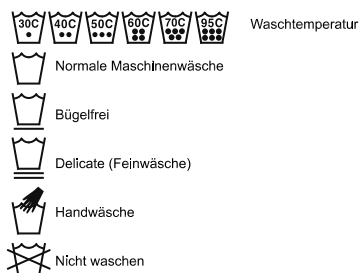 30C 40C 50C 60C 70C 95C Waschtemperatur
Normale Maschinenwäsche
Bügelfrei
Delicate (Feinwäsche)
Handwäsche
Nicht waschen